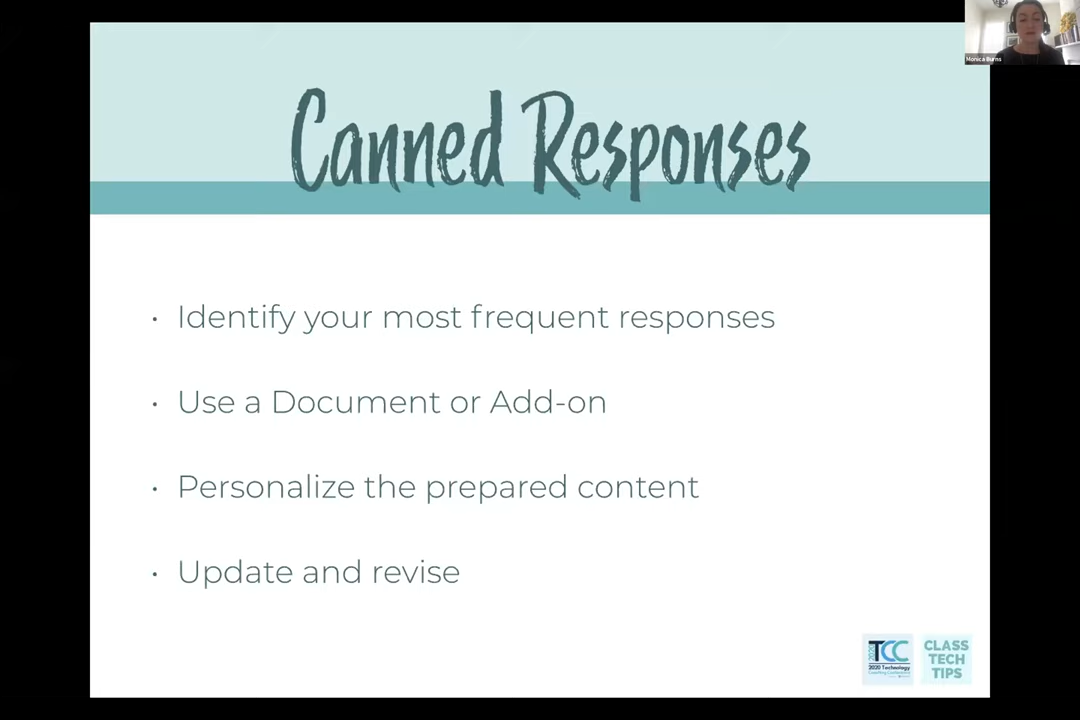 Monica Burns
Canned Responses
• Identify your most frequent responses
• Use a Document or Add-on
• Personalize the prepared content
• Update and revise
TCC
2020 Technology
CLASS
TECH
TIPS